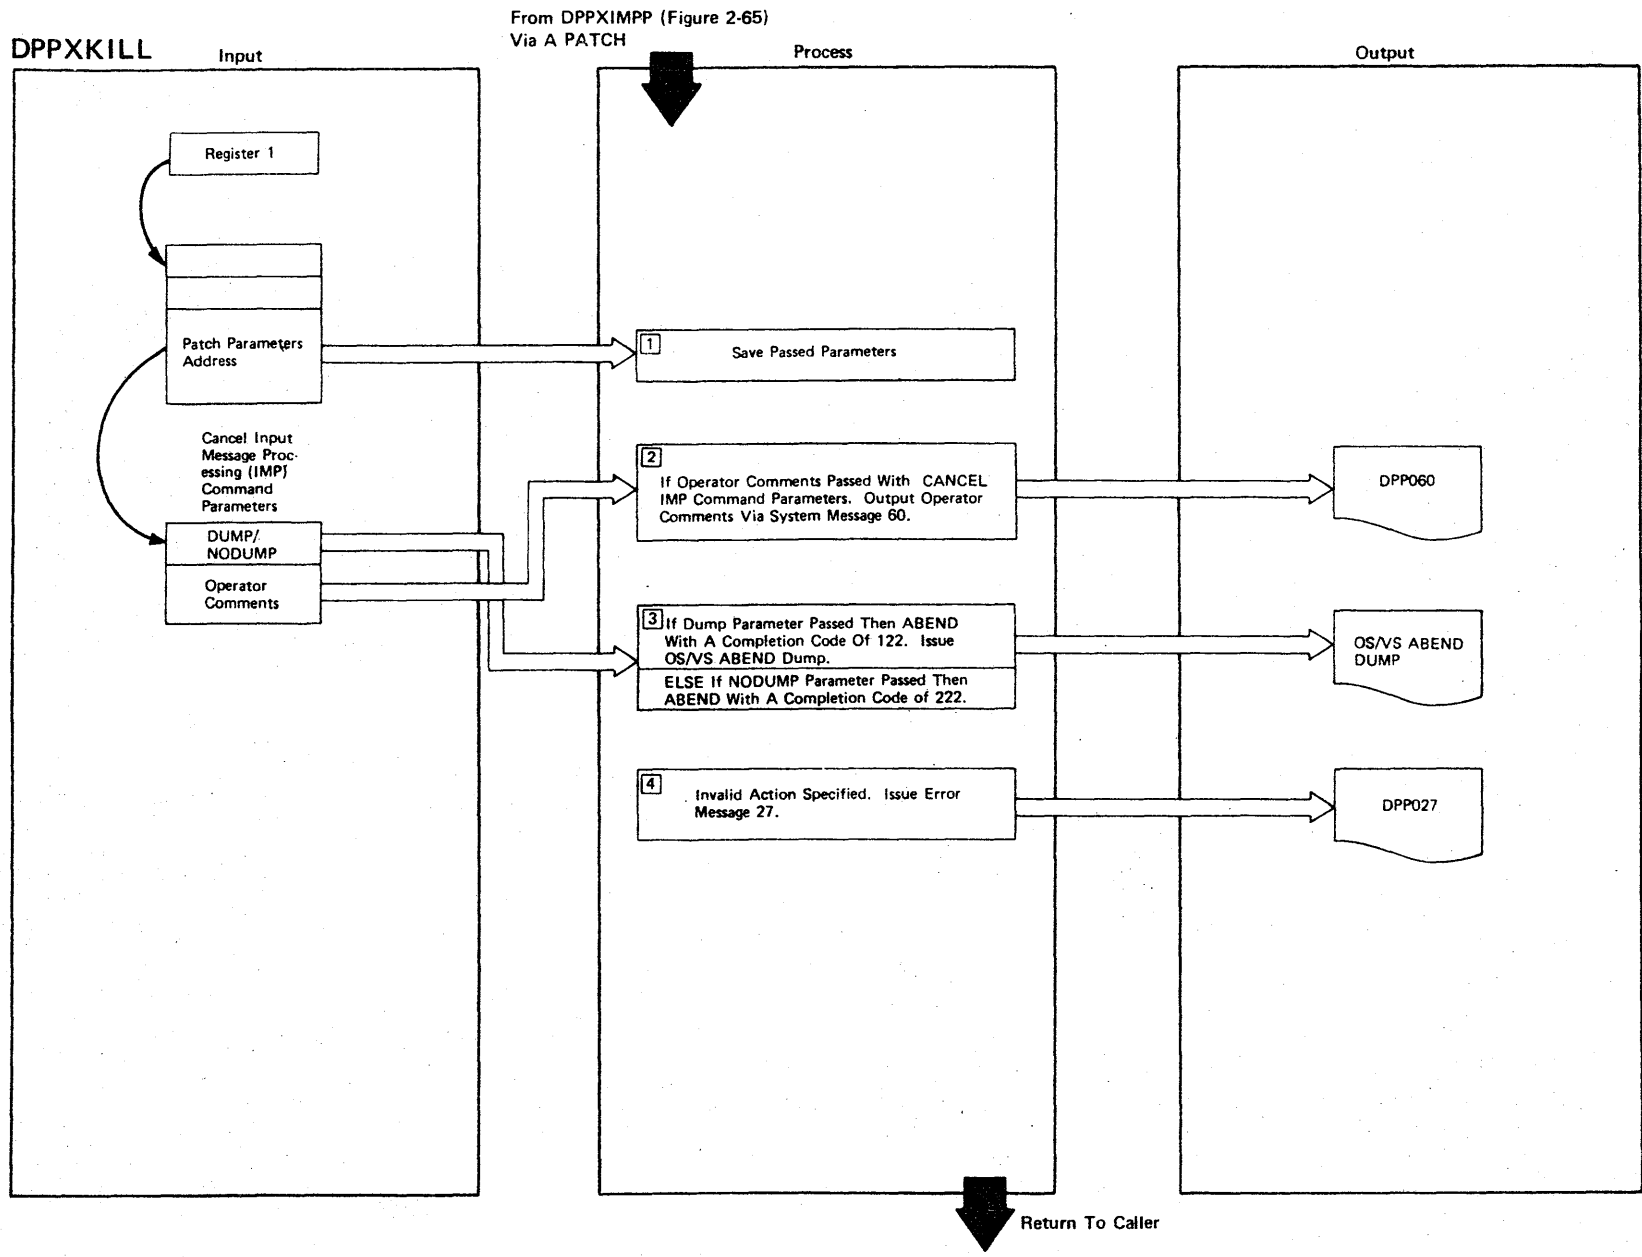 From DPPXIMPP (Figure 2-65)
Via A PATCH
DPPXKILL
Input
Process
Output
Register 1
Patch Parameters
Address
Cancel Input
Message Proc-
essing (IMP)
Command
Parameters
DUMP/
NODUMP
Operator
Comments
1
Save Passed Parameters
2
If Operator Comments Passed With CANCEL
IMP Command Parameters. Output Operator
Comments Via System Message 60.
3
If Dump Parameter Passed Then ABEND
With A Completion Code Of 122. Issue
OS/VS ABEND Dump.
ELSE If NODUMP Parameter Passed Then
ABEND With A Completion Code of 222.
4
Invalid Action Specified. Issue Error
Message 27.
DPP060
OS/VS ABEND
DUMP
DPP027
Return To Caller